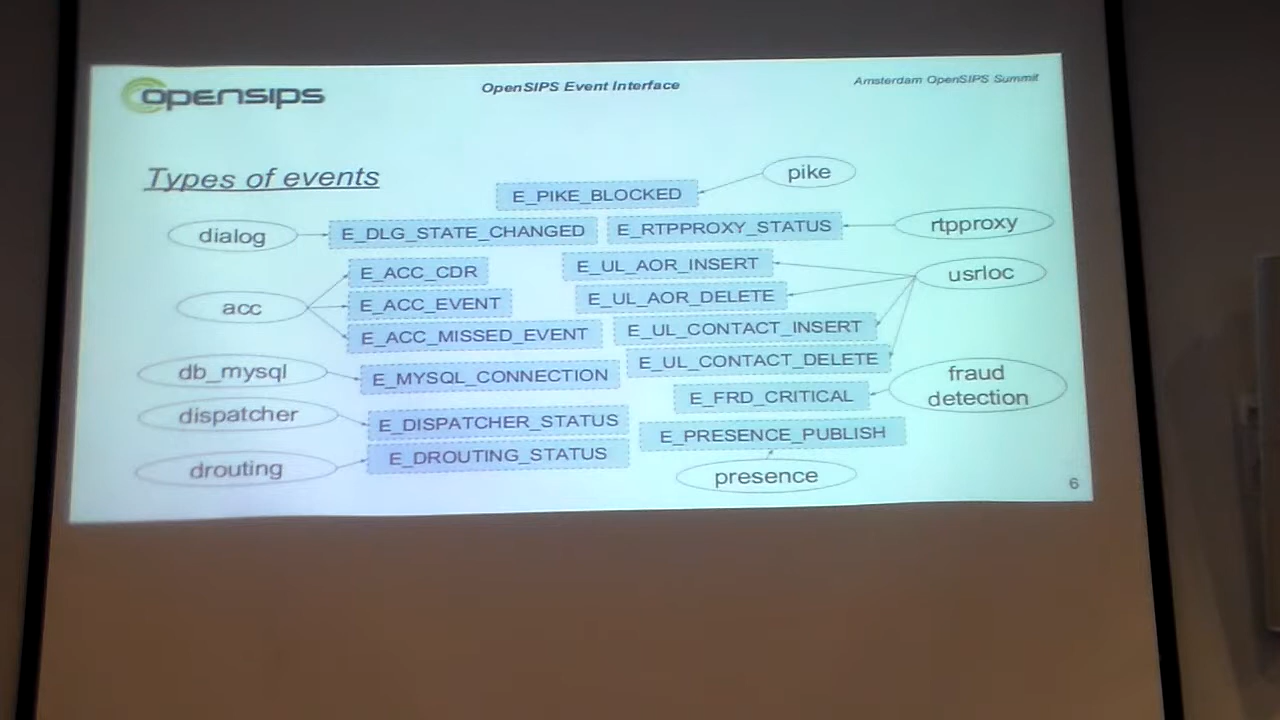 opensips
OpenSIPS Event Interface
Amsterdam OpenSIPS Summit
Types of events
pike
E_PIKE_BLOCKED
dialog
E_DLG_STATE_CHANGED
E_RTPPROXY_STATUS
rtpproxy
acc
E_ACC_CDR
E_ACC_EVENT
E_ACC_MISSED_EVENT
E_UL_AOR_INSERT
E_UL_AOR_DELETE
E_UL_CONTACT_INSERT
E_UL_CONTACT_DELETE
usrloc
db_mysql
E_MYSQL_CONNECTION
E_FRD_CRITICAL
fraud
detection
dispatcher
E_DISPATCHER_STATUS
E_PRESENCE_PUBLISH
drouting
E_DROUTING_STATUS
presence
6